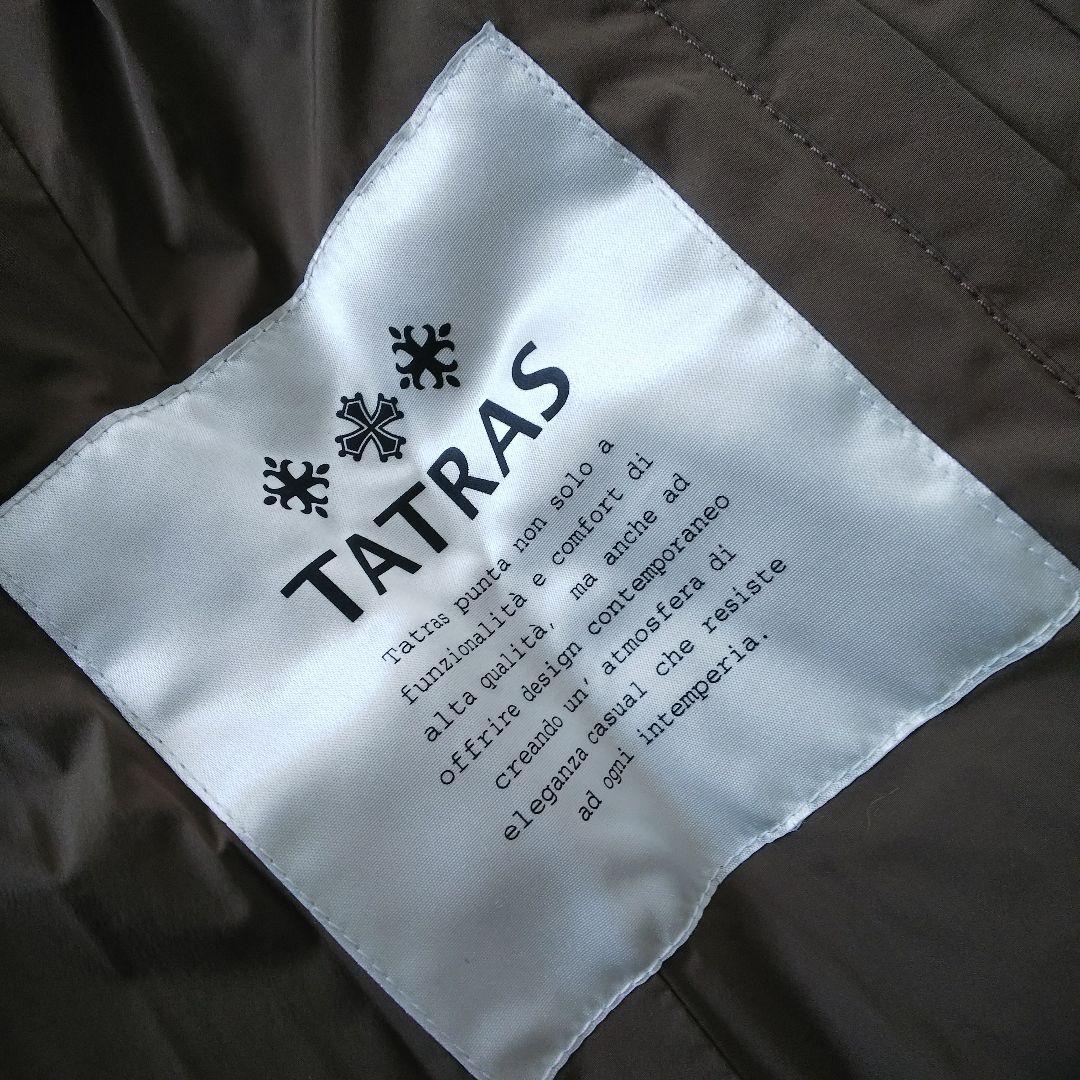 TATRAS
Tatras punta non solo a
funzionalità e comfort di
alta qualità, ma anche ad
offrire design contemporaneo
creando un' atmosfera di
eleganza casual che resiste
ad ogni intemperia.